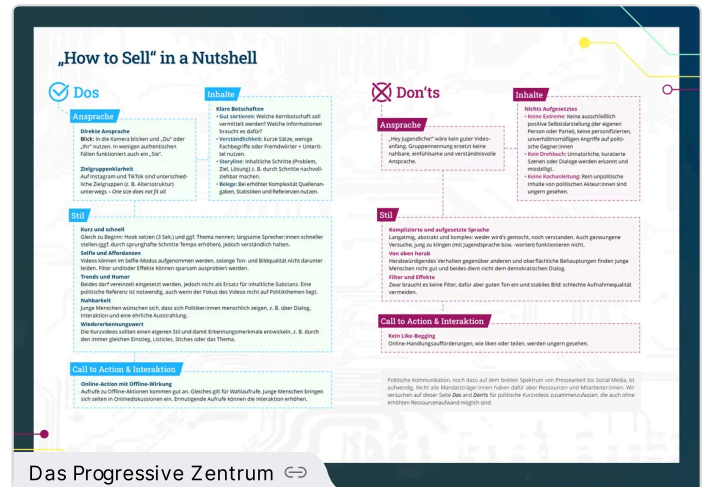 „How to Sell“ in a Nutshell
Dos
Ansprache
Direkte Ansprache
Blick: in die Kamera blicken und „Du“ oder
„Ihr“ nutzen. In wenigen authentischen
Fällen funktioniert auch ein „Sie“.
Zielgruppenklarheit
Auf Instagram und TikTok sind unterschied-
liche Zielgruppen (z. B. Altersstruktur)
unterwegs – One size does not fit all.
Inhalte
Klare Botschaften
• Gut sortieren: Welche Kernbotschaft soll
vermittelt werden? Welche Informationen
braucht es dafür?
• Verständlichkeit: kurze Sätze, wenige
Fachbegriffe oder Fremdwörter + Unterti-
tel nutzen.
• Storyline: Inhaltliche Schritte (Problem,
Ziel, Lösung) z. B. durch Schnitte nachvoll-
ziehbar machen.
• Belege: Bei erhöhter Komplexität Quellenan-
gaben, Statistiken und Referenzen nutzen.
Stil
Kurz und schnell
Gleich zu Beginn: Hook setzen (3 Sek.) und ggf. Thema nennen; langsame Sprecher:innen schneller
stellen (ggf. durch sprunghafte Schnitte Tempo erhöhen), jedoch verständlich halten.
Selfie und Affordanzen
Videos können im Selfie-Modus aufgenommen werden, solange Ton- und Bildqualität nicht darunter
leiden. Filter und/oder Effekte können sparsam ausprobiert werden.
Trends und Humor
Beides darf vereinzelt eingesetzt werden, jedoch nicht als Ersatz für inhaltliche Substanz. Eine
politische Referenz ist notwendig, auch wenn der Fokus des Videos nicht auf Politikthemen liegt.
Nahbarkeit
Junge Menschen wünschen sich, dass sich Politiker:innen menschlich zeigen, z. B. über Dialog,
Interaktion und eine ehrliche Ausstrahlung.
Wiedererkennungswert
Die Kurzvideos sollten einen eigenen Stil und damit Erkennungsmerkmale entwickeln, z. B. durch
den immer gleichen Einstieg, Listicles, Stiches oder das Thema.
Call to Action & Interaktion
Online-Action mit Offline-Wirkung
Aufrufe zu Offline-Aktionen kommen gut an. Gleiches gilt für Wahlaufrufe. Junge Menschen bringen
sich selten in Onlinediskussionen ein. Ermutigende Aufrufe können die Interaktion erhöhen.
Don'ts
Ansprache
„Hey Jugendliche!“ wäre kein guter Video-
anfang. Gruppennennung ersetzt keine
nahbare, einfühlsame und verständnisvolle
Ansprache.
Inhalte
Nichts Aufgesetztes
• Keine Extreme: Keine ausschließlich
positive Selbstdarstellung (der eigenen
Person oder Partei), keine personifizierten,
unverhältnismäßigen Angriffe auf politi-
sche Gegner:innen
• Kein Drehbuch: Unnatürliche, kuratierte
Szenen oder Dialoge werden erkannt und
missbilligt.
• Keine Kochanleitung: Rein unpolitische
Inhalte von politischen Akteur:innen sind
ungern gesehen.
Stil
Komplizierte und aufgesetzte Sprache
Langatmig, abstrakt und komplex: weder wird's gemocht, noch verstanden. Auch gezwungene
Versuche, jung zu klingen (mit Jugendsprache bzw. -worten) funktionieren nicht.
Von oben herab
Herabwürdigendes Verhalten gegenüber anderen und oberflächliche Behauptungen finden junge
Menschen nicht gut und beides dient nicht dem demokratischen Dialog.
Filter und Effekte
Zwar braucht es keine Filter, dafür aber guten Ton ein und stabiles Bild: schlechte Aufnahmequalität
vermeiden.
Call to Action & Interaktion
Kein Like-Begging
Online-Handlungsaufforderungen, wie liken oder teilen, werden ungern gesehen.
Politische Kommunikation, noch dazu auf dem breiten Spektrum von Pressearbeit bis Social Media, ist
aufwendig. Nicht alle Mandatsträger:innen haben dafür aber Ressourcen und Mitarbeiter:innen. Wir
versuchen auf dieser Seite Dos and Don'ts für politische Kurzvideos zusammenzufassen, die auch ohne
erhöhten Ressourcenaufwand möglich sind.
Das Progressive Zentrum